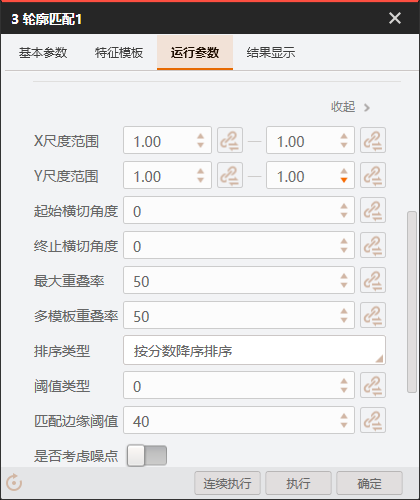 3 轮廓匹配1
基本参数 特征模板 运行参数 结果显示
收起
X尺度范围 1.00 — 1.00
Y尺度范围 1.00 — 1.00
起始横切角度 0
终止横切角度 0
最大重叠率 50
多模板重叠率 50
排序类型 按分数降序排序
阈值类型 0
匹配边缘阈值 40
是否考虑噪点
连续执行 执行 确定